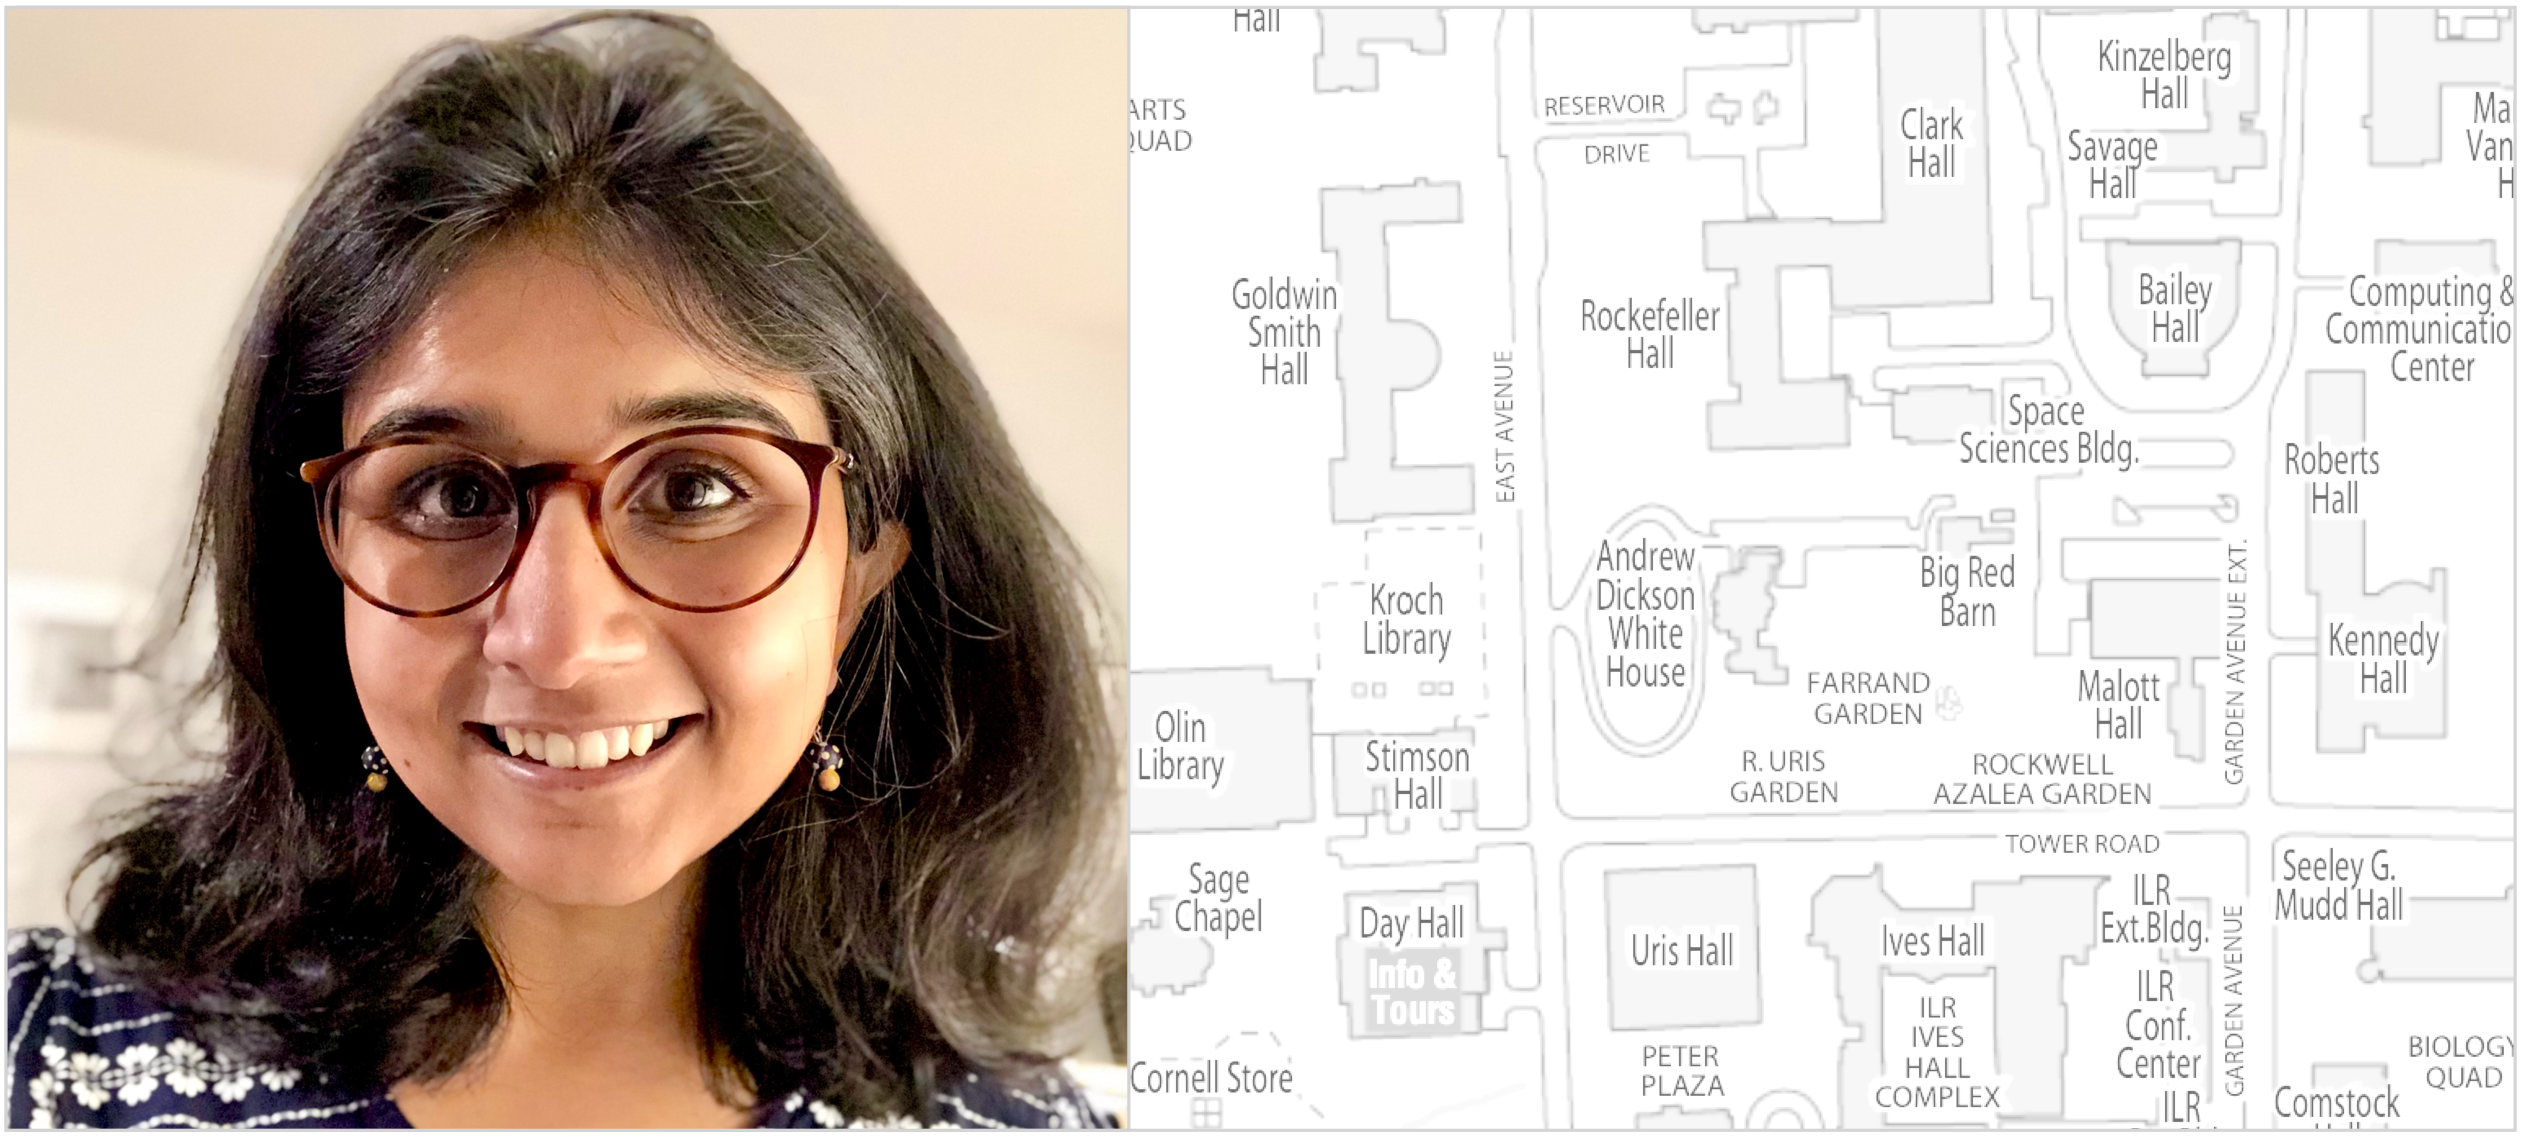 Hall
ARTS
QUAD
RESERVOIR
DRIVE
Clark
Hall
Kinzelberg
Hall
Savage
Hall
Ma
Van
H
Goldwin
Smith
Hall
EAST AVENUE
Rockefeller
Hall
Bailey
Hall
Computing &
Communicatio
Center
Space
Sciences Bldg.
Roberts
Hall
Kroch
Library
Andrew
Dickson
White
House
Big Red
Barn
GARDEN AVENUE EXT.
Kennedy
Hall
Malott
Hall
FARRAND
GARDEN
Olin
Library
Stimson
Hall
R. URIS
GARDEN
ROCKWELL
AZALEA GARDEN
TOWER ROAD
Sage
Chapel
Day Hall
Info &
Tours
Uris Hall
Ives Hall
ILR
Ext.Bldg.
Seeley G.
Mudd Hall
GARDEN AVENUE
ILR
Conf.
Center
ILR
IVES
HALL
COMPLEX
PETER
PLAZA
BIOLOGY
QUAD
Cornell Store
ILR
Comstock
Hall